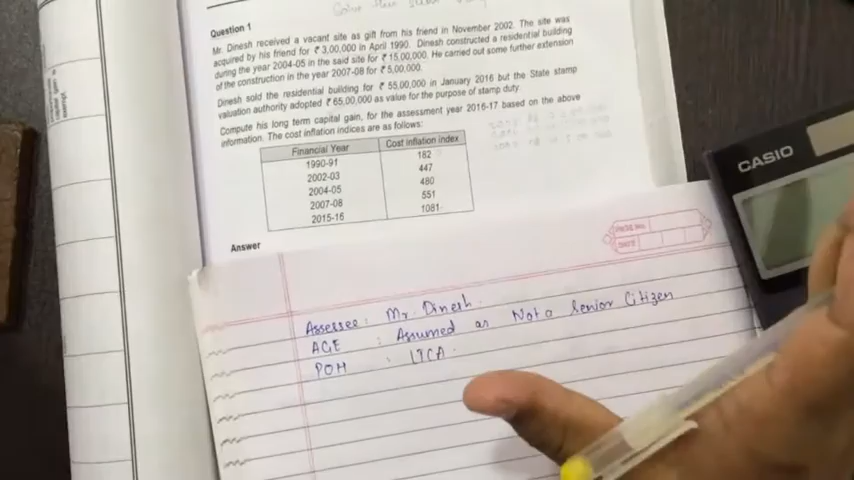 Question 1
Mr. Dinesh received a vacant site as gift from his friend in November 2002. The site was
acquired by his friend for ₹ 3,00,000 in April 1990. Dinesh constructed a residential building
during the year 2004-05 in the said site for ₹ 15,00,000. He carried out some further extension
of the construction in the year 2007-08 for ₹ 5,00,000.
Dinesh sold the residential building for ₹ 55,00,000 in January 2016 but the State stamp
valuation authority adopted ₹ 65,00,000 as value for the purpose of stamp duty.
Compute his long term capital gain, for the assessment year 2016-17 based on the above
information. The cost inflation indices are as follows:
Financial Year Cost inflation index
1990-91 182
2002-03 447
2004-05 480
2007-08 551
2015-16 1081
Answer
PAGE NO.
DATE
Assessee : Mr. Dinesh.
AGE : Assumed as Not a Senior Citizen
POH : LTCA.
CASIO